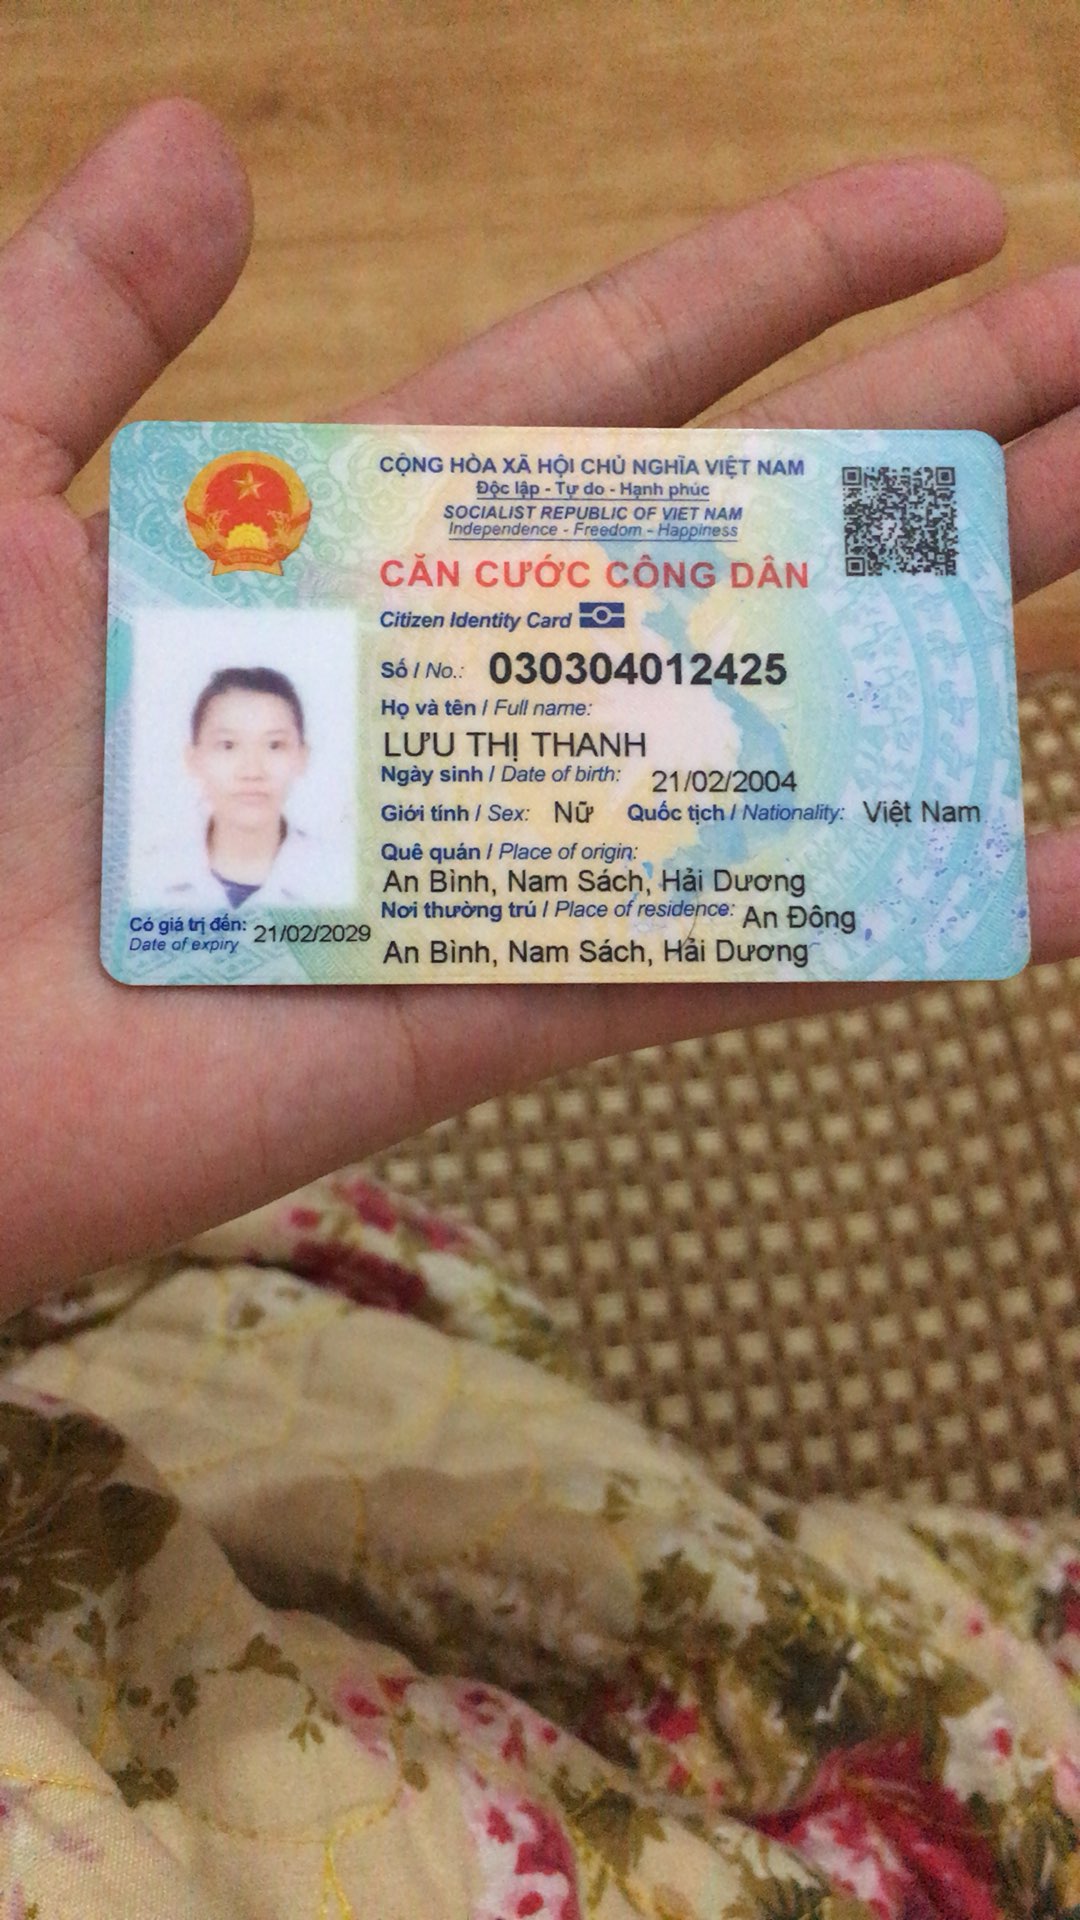 CỘNG HÒA XÃ HỘI CHỦ NGHĨA VIỆT NAM
Độc lập - Tự do - Hạnh phúc
SOCIALIST REPUBLIC OF VIET NAM
Independence - Freedom - Happiness
CĂN CƯỚC CÔNG DÂN
Citizen Identity Card
Số / No.: 030304012425
Họ và tên / Full name:
LƯU THỊ THANH
Ngày sinh / Date of birth: 21/02/2004
Giới tính / Sex: Nữ Quốc tịch / Nationality: Việt Nam
Quê quán / Place of origin:
An Bình, Nam Sách, Hải Dương
Nơi thường trú / Place of residence: An Đông
An Bình, Nam Sách, Hải Dương
Có giá trị đến: 21/02/2029
Date of expiry